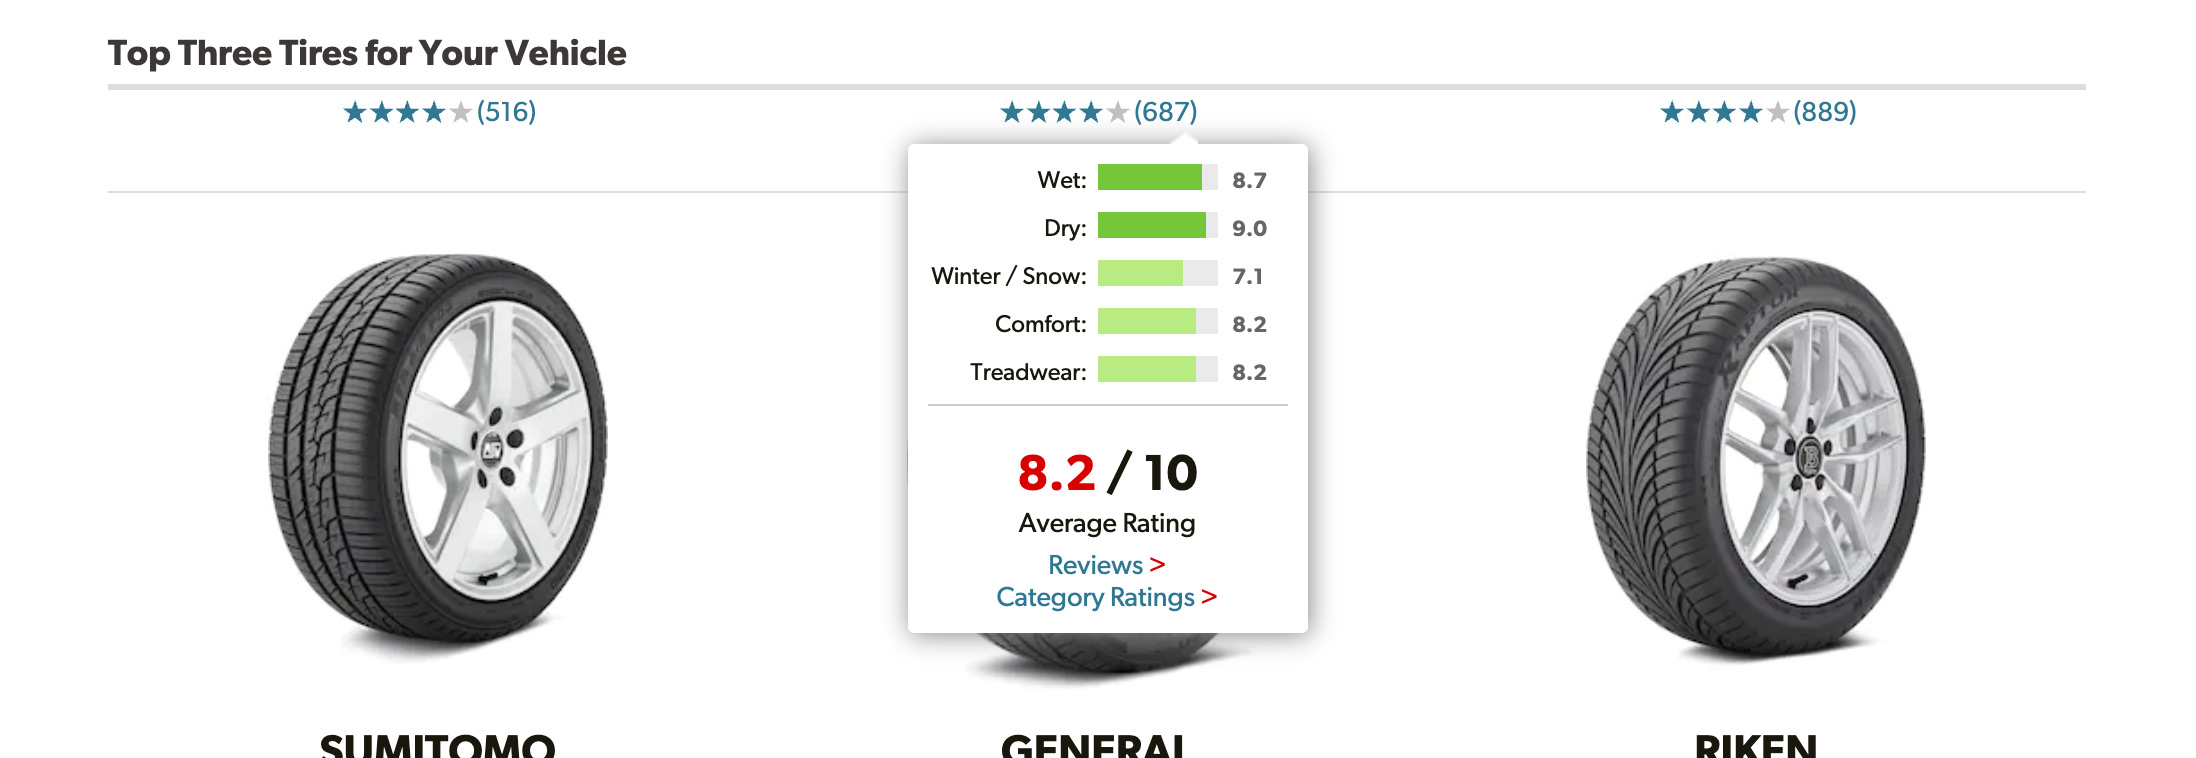 Top Three Tires for Your Vehicle
(516)
(687)
(889)
Wet: 8.7
Dry: 9.0
Winter / Snow: 7.1
Comfort: 8.2
Treadwear: 8.2
8.2 / 10
Average Rating
Reviews >
Category Ratings >
RAPTOR
SUMITOMO
GENERAL
RIKEN